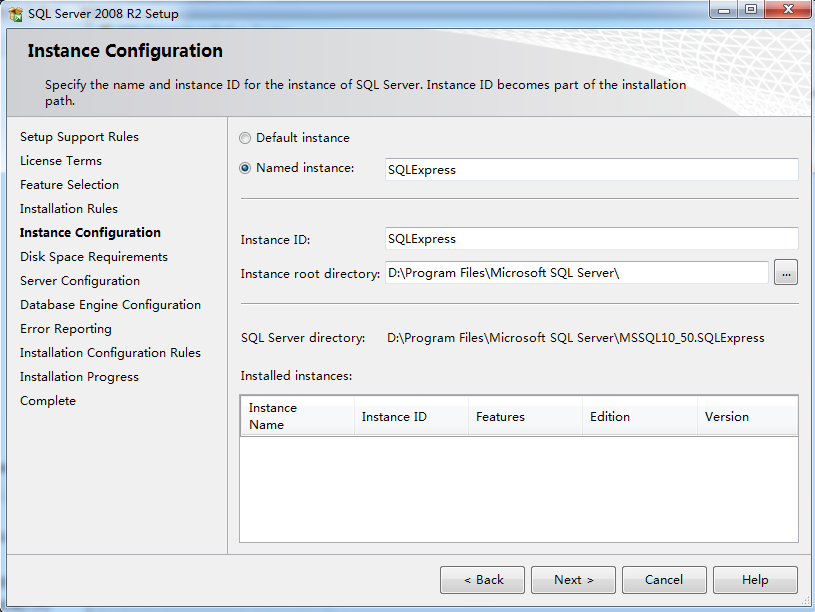 SQL Server 2008 R2 Setup
Instance Configuration
Specify the name and instance ID for the instance of SQL Server. Instance ID becomes part of the installation
path.
Setup Support Rules
License Terms
Feature Selection
Installation Rules
Instance Configuration
Disk Space Requirements
Server Configuration
Database Engine Configuration
Error Reporting
Installation Configuration Rules
Installation Progress
Complete
Default instance
Named instance: SQLExpress
Instance ID: SQLExpress
Instance root directory: D:\Program Files\Microsoft SQL Server\ ...
SQL Server directory: D:\Program Files\Microsoft SQL Server\MSSQL10_50.SQLExpress
Installed instances:
Instance
Name Instance ID Features Edition Version
< Back Next > Cancel Help